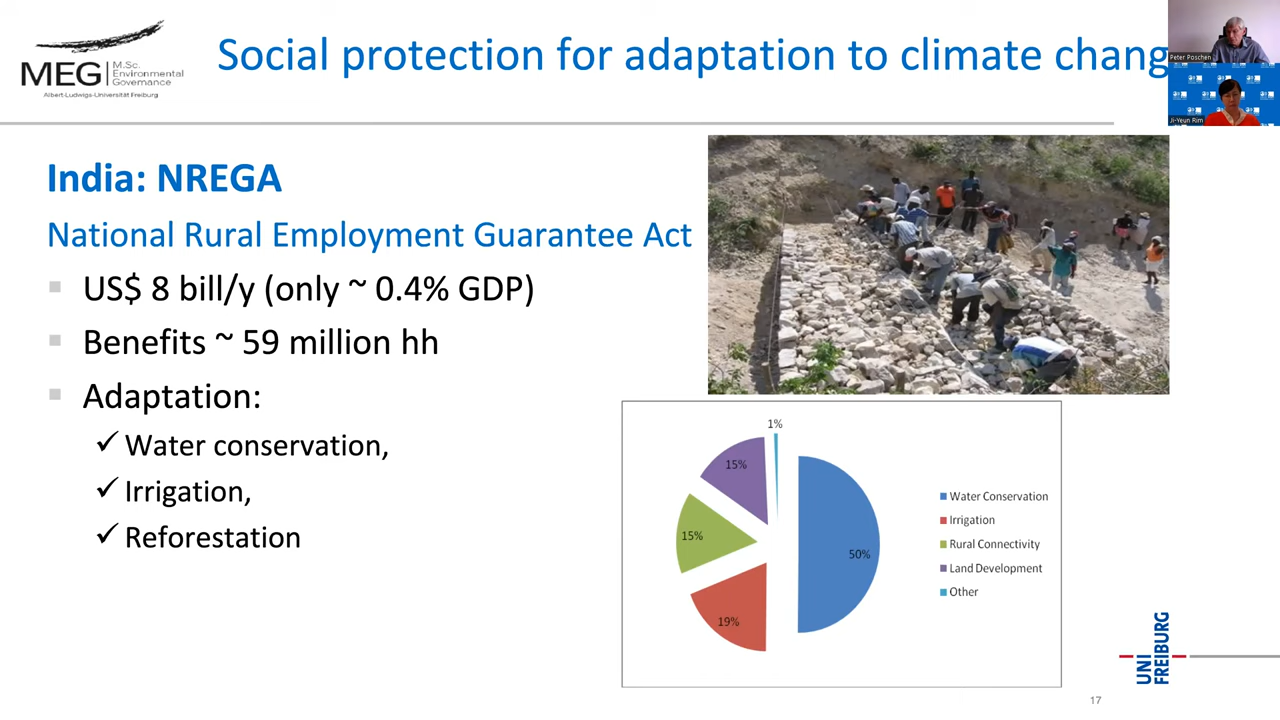 MEG
M.Sc.
Environmental
Governance
Albert-Ludwigs-Universität Freiburg
Social protection for adaptation to climate chang
Peter Poschen
Ji-Yeun Rim
India: NREGA
National Rural Employment Guarantee Act
US$ 8 bill/y (only ~ 0.4% GDP)
Benefits ~ 59 million hh
Adaptation:
✓ Water conservation,
✓ Irrigation,
✓ Reforestation
1%
15%
15%
50%
19%
Water Conservation
Irrigation
Rural Connectivity
Land Development
Other
UNI
FREIBURG
17